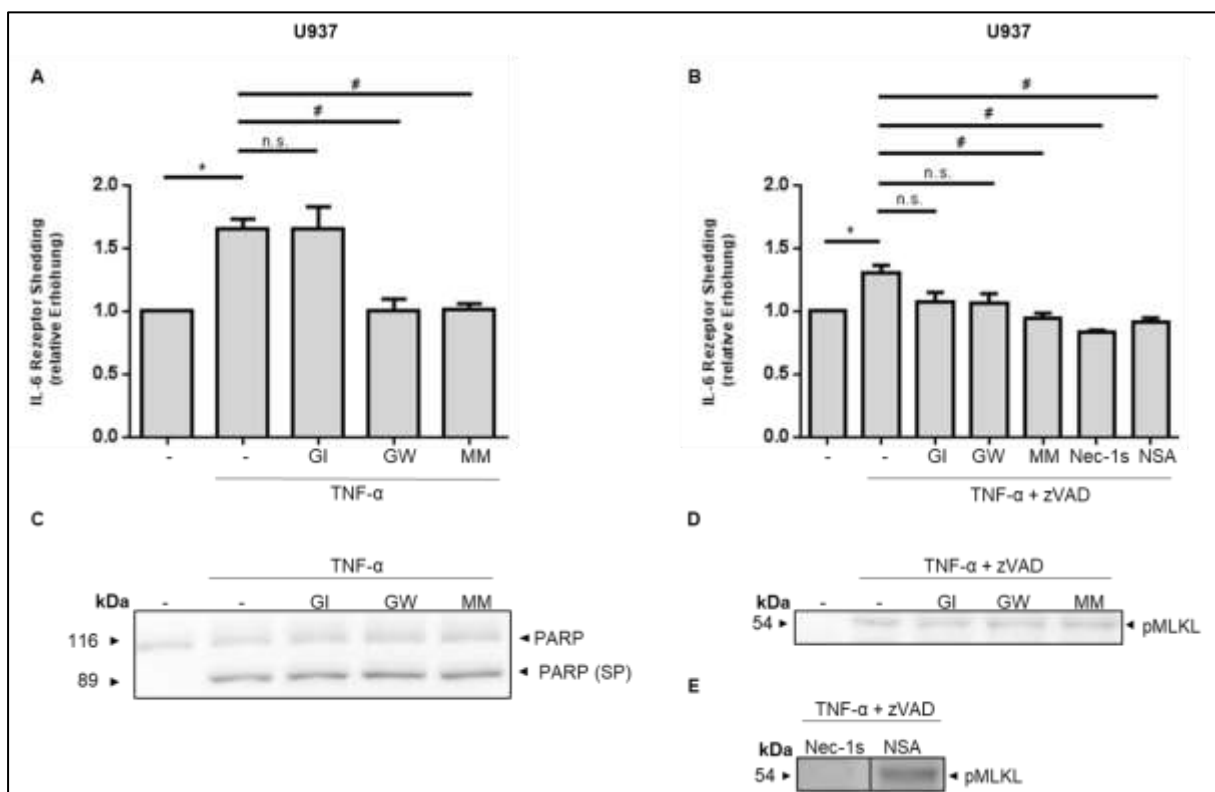 U937
A
#
#
n.s.
*
2.0
1.5
1.0
0.5
0.0
IL-6 Rezeptor Shedding
(relative Erhöhung)
- - GI GW MM
TNF-α
U937
B
#
#
#
n.s.
n.s.
*
2.0
1.5
1.0
0.5
0.0
IL-6 Rezeptor Shedding
(relative Erhöhung)
- - GI GW MM Nec-1s NSA
TNF-α + zVAD
C
TNF-α
kDa - - GI GW MM
116 ► ◄ PARP
89 ► ◄ PARP (SP)
D
TNF-α + zVAD
kDa - - GI GW MM
54 ► ◄ pMLKL
E
TNF-α + zVAD
kDa Nec-1s NSA
54 ► ◄ pMLKL